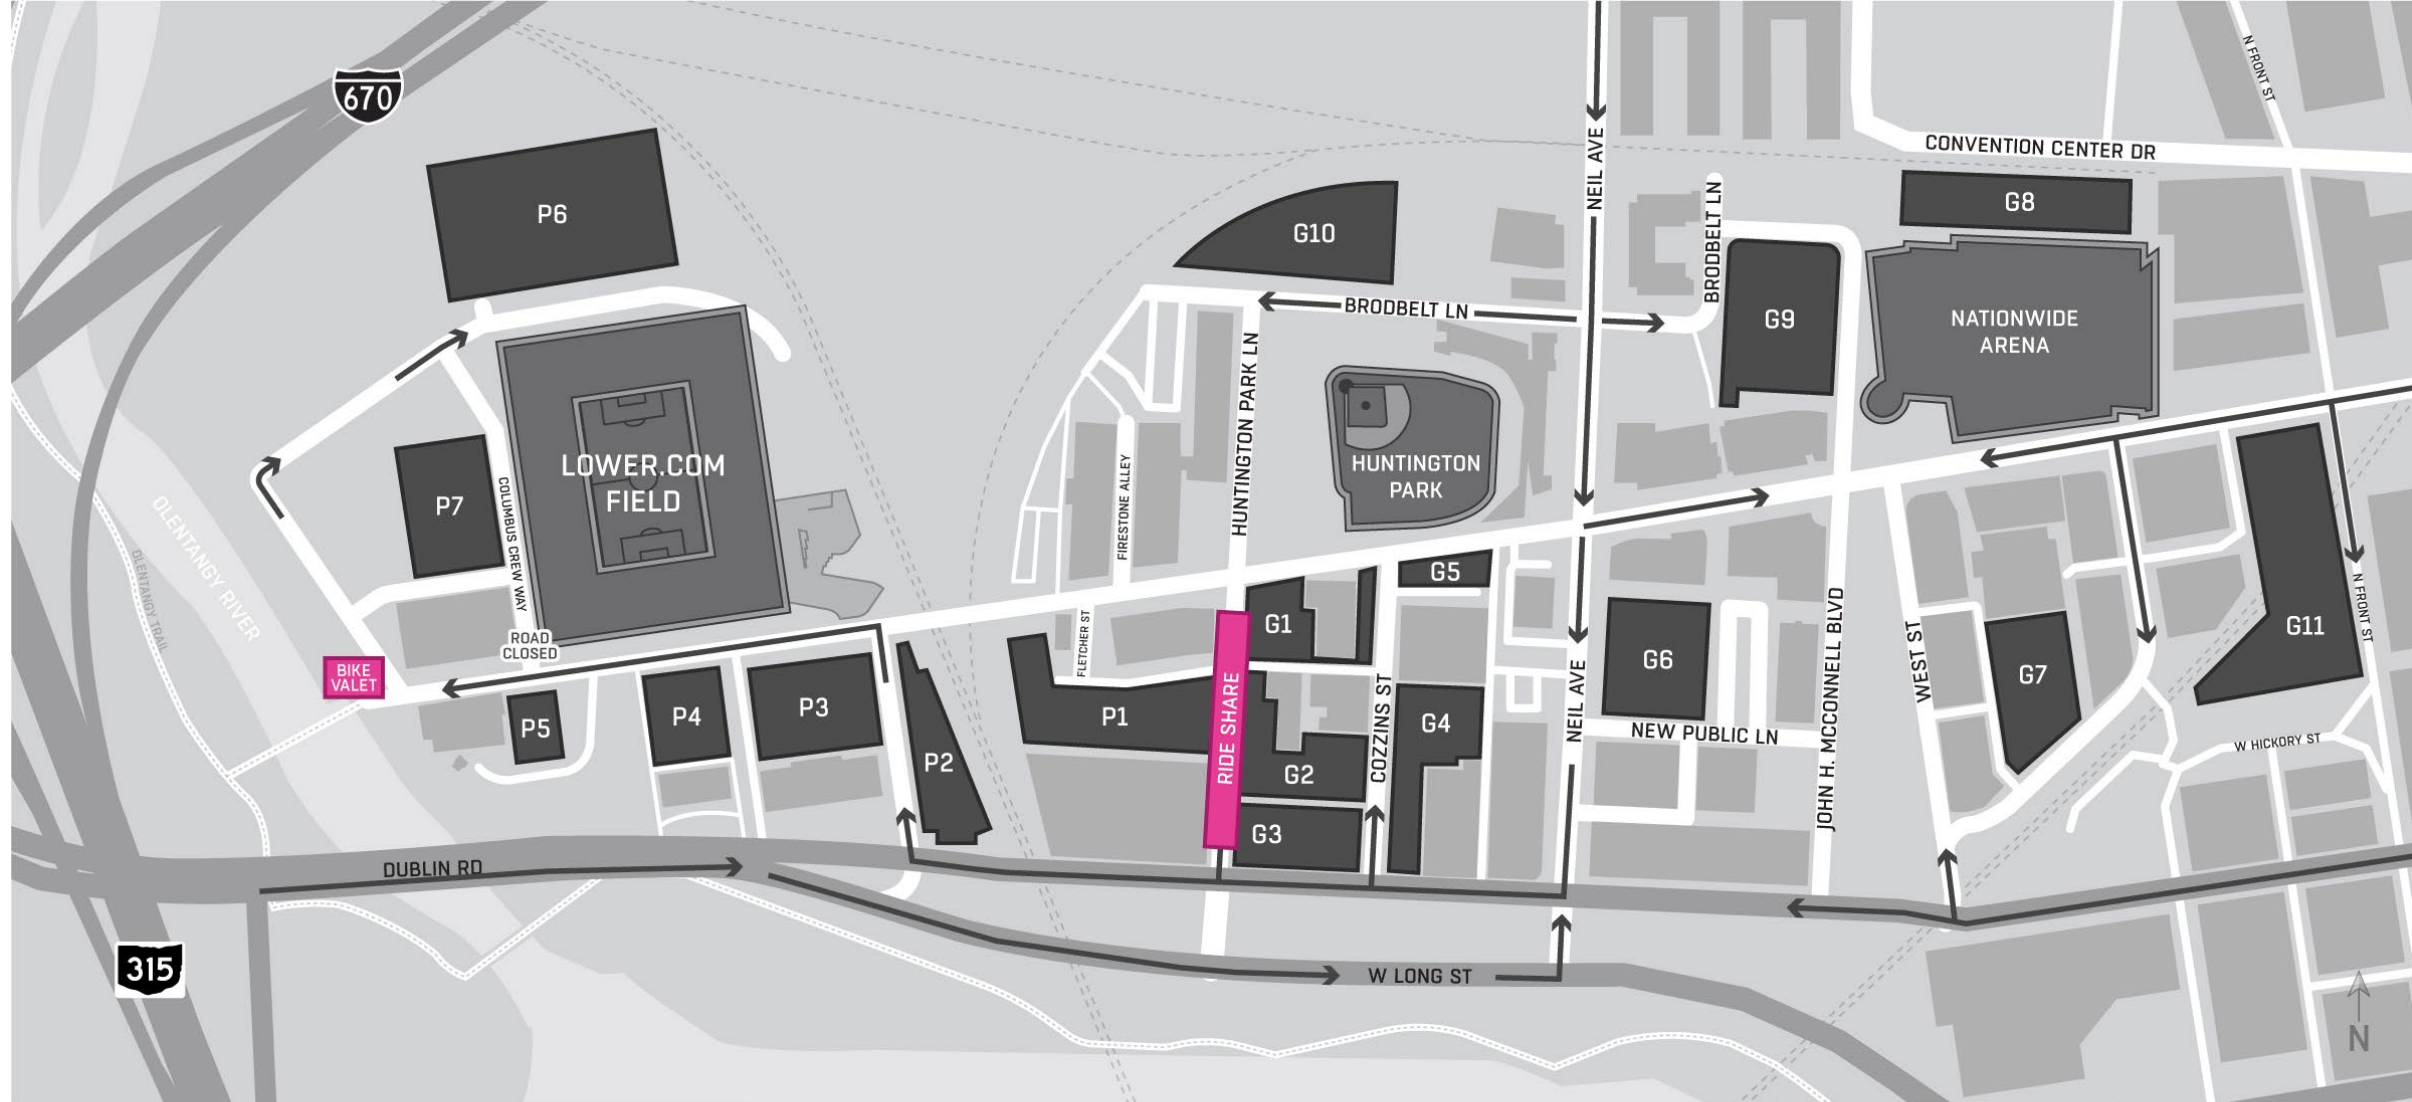 670
N FRONT ST
CONVENTION CENTER DR
NEIL AVE
P6
G8
BRODBELT LN
G10
BRODBELT LN
G9
NATIONWIDE
ARENA
HUNTINGTON PARK LN
LOWER.COM
FIELD
HUNTINGTON
PARK
P7
COLUMBUS CREW WAY
FIRESTONE ALLEY
OLENTANGY RIVER
OLENTANGY TRAIL
G5
G1
ROAD
CLOSED
FLETCHER ST
BIKE
VALET
G6
G11
N FRONT ST
JOHN H. MCCONNELL BLVD
WEST ST
G7
P5
P4
P3
P2
P1
RIDE SHARE
G2
COZZINS ST
G4
NEIL AVE
NEW PUBLIC LN
W HICKORY ST
G3
DUBLIN RD
315
W LONG ST
N